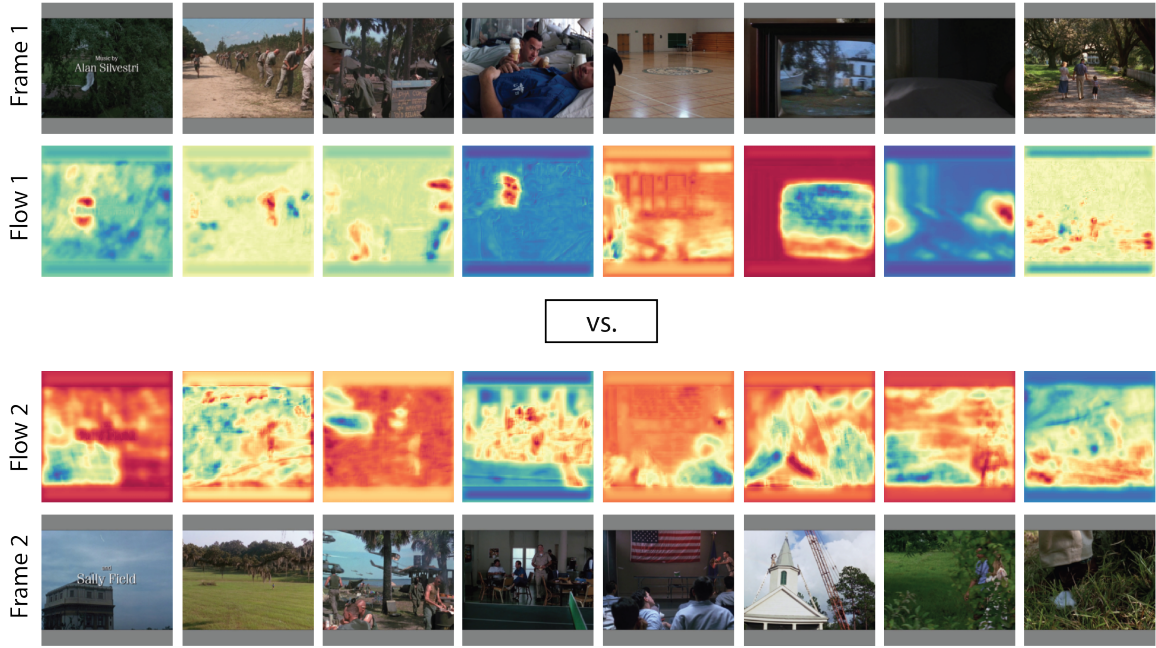 Frame 1
Music by
Alan Silvestri
Flow 1
vs.
Flow 2
Frame 2
Sally Field